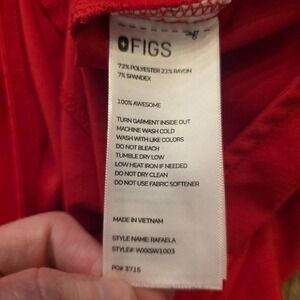 FIGS
72% POLYESTER 21% RAYON
7% SPANDEX
100% AWESOME
TURN GARMENT INSIDE OUT
MACHINE WASH COLD
WASH WITH LIKE COLORS
DO NOT BLEACH
TUMBLE DRY LOW
LOW HEAT IRON IF NEEDED
DO NOT DRY CLEAN
DO NOT USE FABRIC SOFTENER
MADE IN VIETNAM
STYLE NAME: RAFAELA
STYLE#: WXXSW1003
PO# 3715